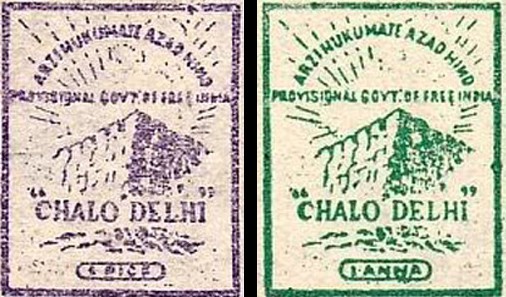 ARZI HUKUMATE AZAD HIND
PROVISIONAL GOVT. OF FREE INDIA
"CHALO DELHI"
ARZI HUKUMATE AZAD HIND
PROVISIONAL GOVT. OF FREE INDIA
"CHALO DELHI"
1 ANNA